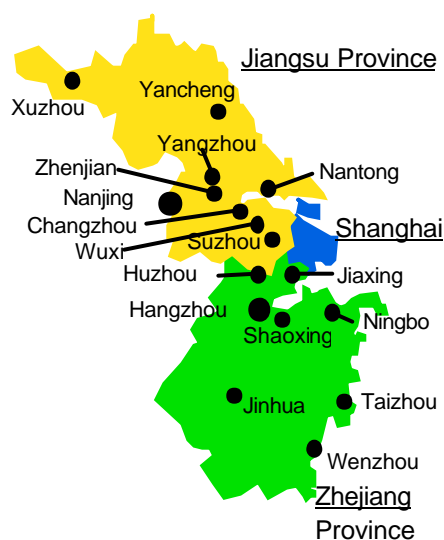 Jiangsu Province
Xuzhou
Yancheng
Yangzhou
Zhenjian
Nantong
Nanjing
Changzhou
Shanghai
Wuxi
Suzhou
Huzhou
Jiaxing
Hangzhou
Ningbo
Shaoxing
Jinhua
Taizhou
Wenzhou
Zhejiang
Province